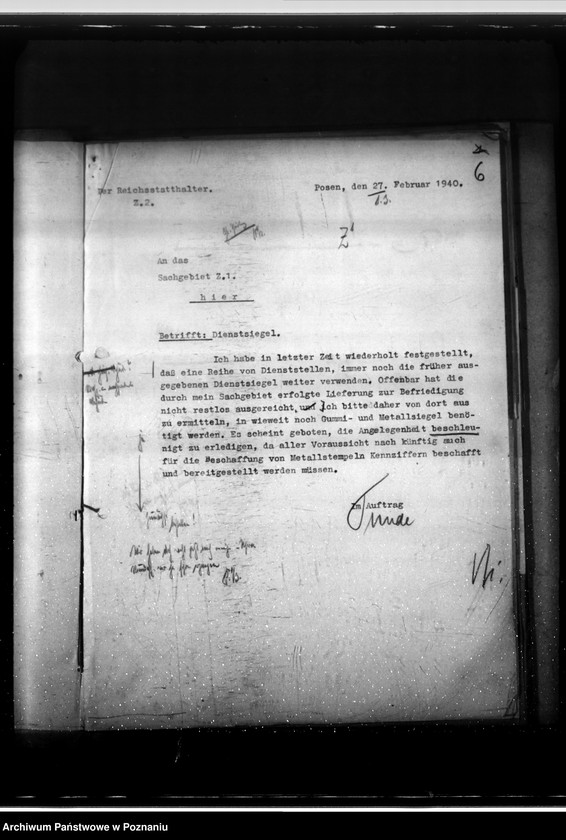 6
Der Reichsstatthalter.
Posen, den 27. Februar 1940.
Z.2.
An das
Sachgebiet Z.1.
hier
Betrifft: Dienstsiegel.
Ich habe in letzter Zeit wiederholt festgestellt,
daß eine Reihe von Dienststellen, immer noch die früher aus-
gegebenen Dienstsiegel weiter verwenden. Offenbar hat die
durch mein Sachgebiet erfolgte Lieferung zur Befriedigung
nicht restlos ausgereicht, Ich bitte daher von dort aus
zu ermitteln, in-wieweit noch Gummi- und Metallsiegel benö-
tigt werden. Es scheint geboten, die Angelegenheit beschleu-
nigt zu erledigen, da aller Voraussicht nach künftig auch
für die Beschaffung von Metallstempeln Kennziffern beschafft
und bereitgestellt werden müssen.
Im Auftrag
Archiwum Państwowe w Poznaniu